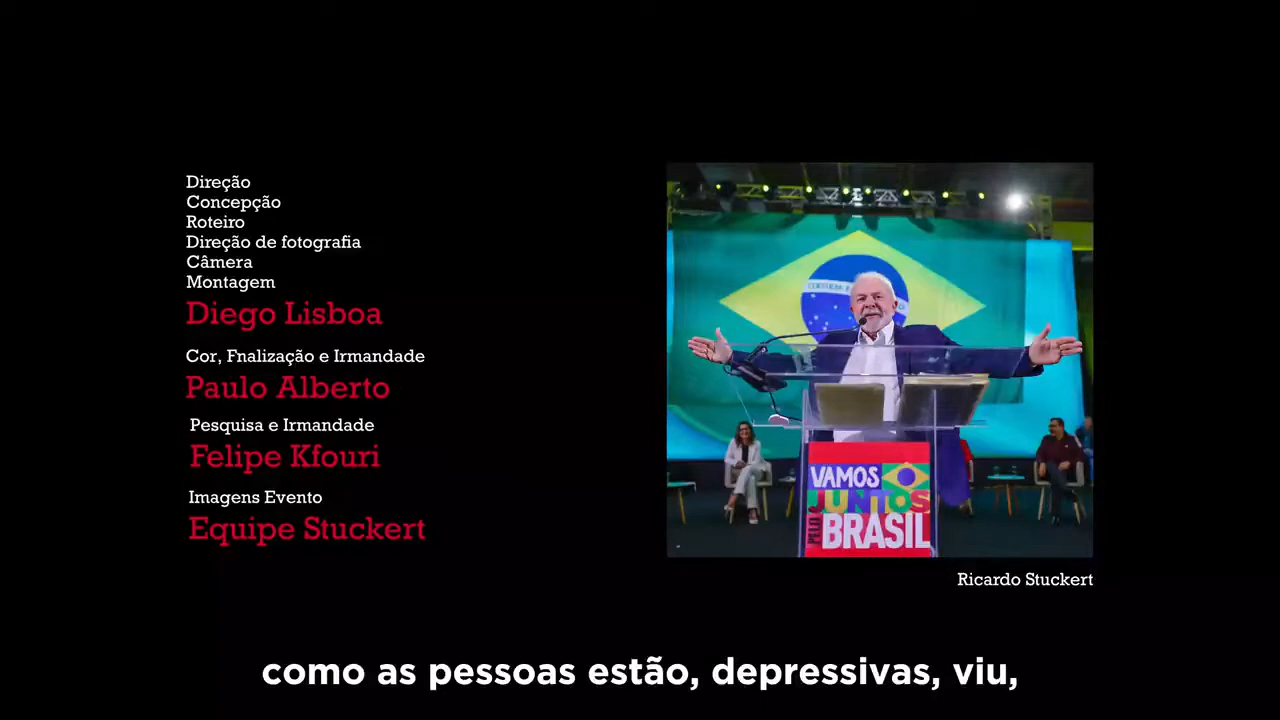 Direção
Concepção
Roteiro
Direção de fotografia
Câmera
Montagem
Diego Lisboa
Cor, Fnalização e Irmandade
Paulo Alberto
Pesquisa e Irmandade
Felipe Kfouri
Imagens Evento
Equipe Stuckert
VAMOS
JUNTOS
PELO
BRASIL
Ricardo Stuckert
como as pessoas estão, depressivas, viu,